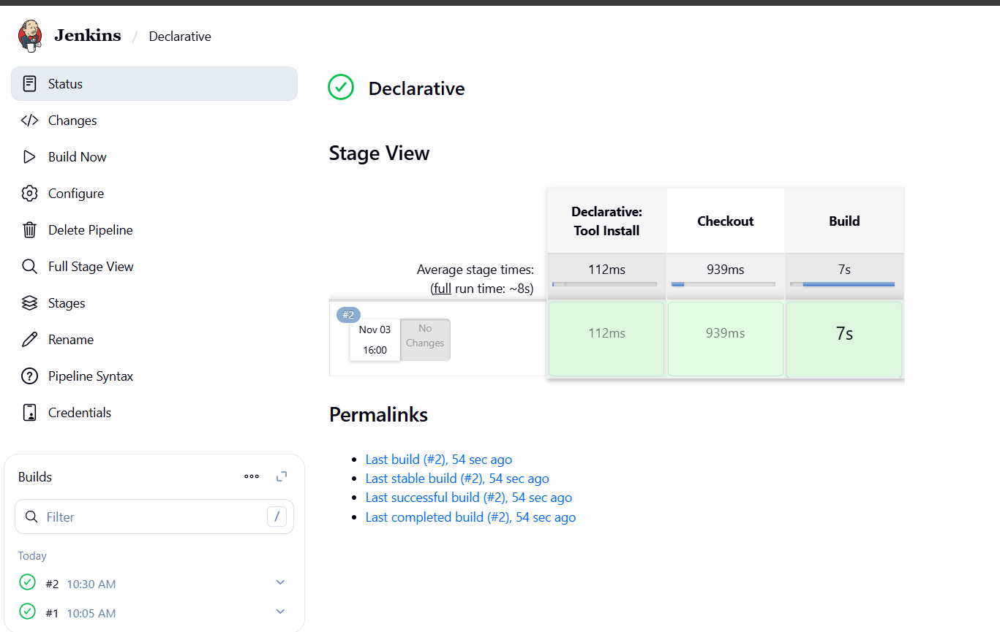 Jenkins / Declarative
Status
Changes
Build Now
Configure
Delete Pipeline
Full Stage View
Stages
Rename
Pipeline Syntax
Credentials
Builds
Filter /
Today
#2 10:30 AM
#1 10:05 AM
Declarative
Stage View
Declarative:
Tool Install
Checkout
Build
Average stage times:
(full run time: ~8s)
112ms
939ms
7s
#2
Nov 03
16:00
No
Changes
112ms
939ms
7s
Permalinks
Last build (#2), 54 sec ago
Last stable build (#2), 54 sec ago
Last successful build (#2), 54 sec ago
Last completed build (#2), 54 sec ago